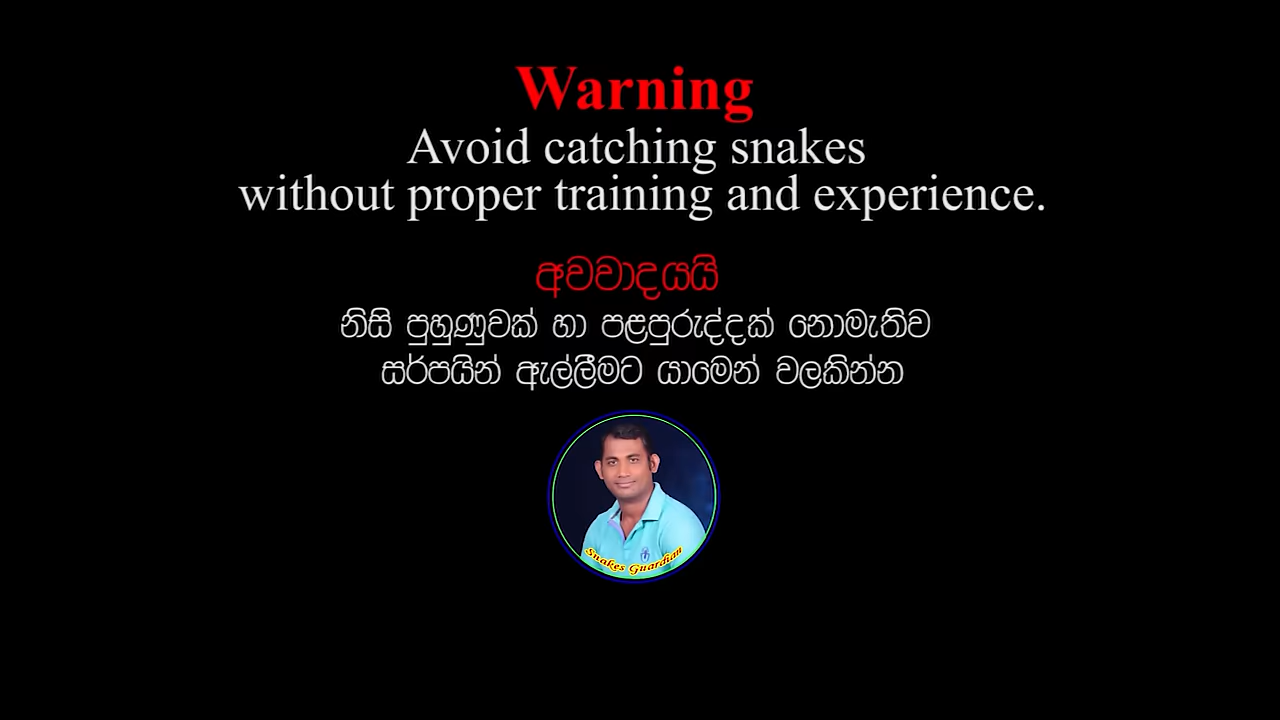 Warning
Avoid catching snakes
without proper training and experience.
අවවාදයයි
නිසි පුහුණුවක් හා පළපුරුද්දක් නොමැතිව
සර්පයින් ඇල්ලීමට යාමෙන් වලකින්න
Snakes Guardian